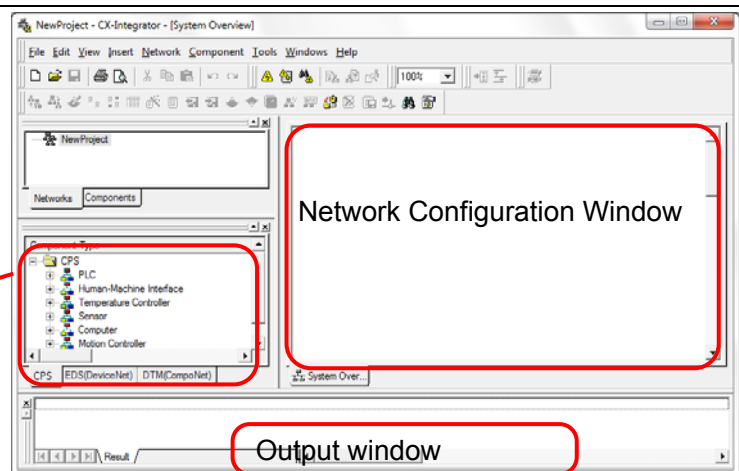 NewProject - CX-Integrator - [System Overview]
File Edit View Insert Network Component Tools Windows Help
100%
NewProject
Networks Components
Network Configuration Window
Component Type
CPS
PLC
Human-Machine Interface
Temperature Controller
Sensor
Computer
Motion Controller
CPS EDS(DeviceNet) DTM(CompoNet)
System Over...
Result
Output window